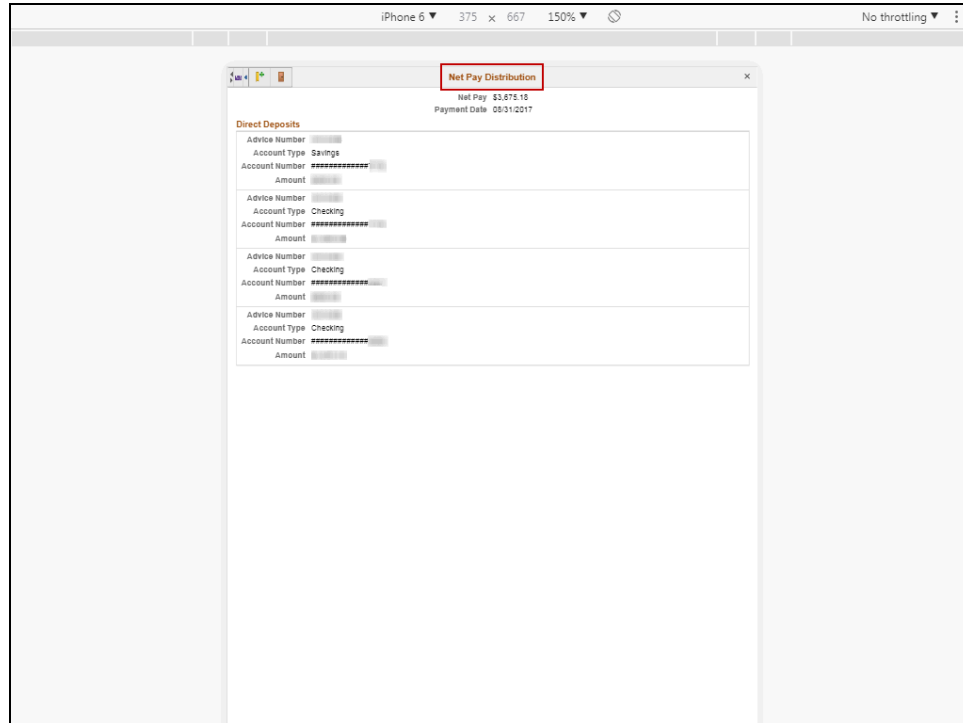 iPhone 6 ▼ 375 × 667 150% ▼ No throttling ▼
Net Pay Distribution ×
Net Pay $3,675.18
Payment Date 08/31/2017
Direct Deposits
Advice Number
Account Type Savings
Account Number #############
Amount
Advice Number
Account Type Checking
Account Number #############
Amount
Advice Number
Account Type Checking
Account Number #############
Amount
Advice Number
Account Type Checking
Account Number #############
Amount